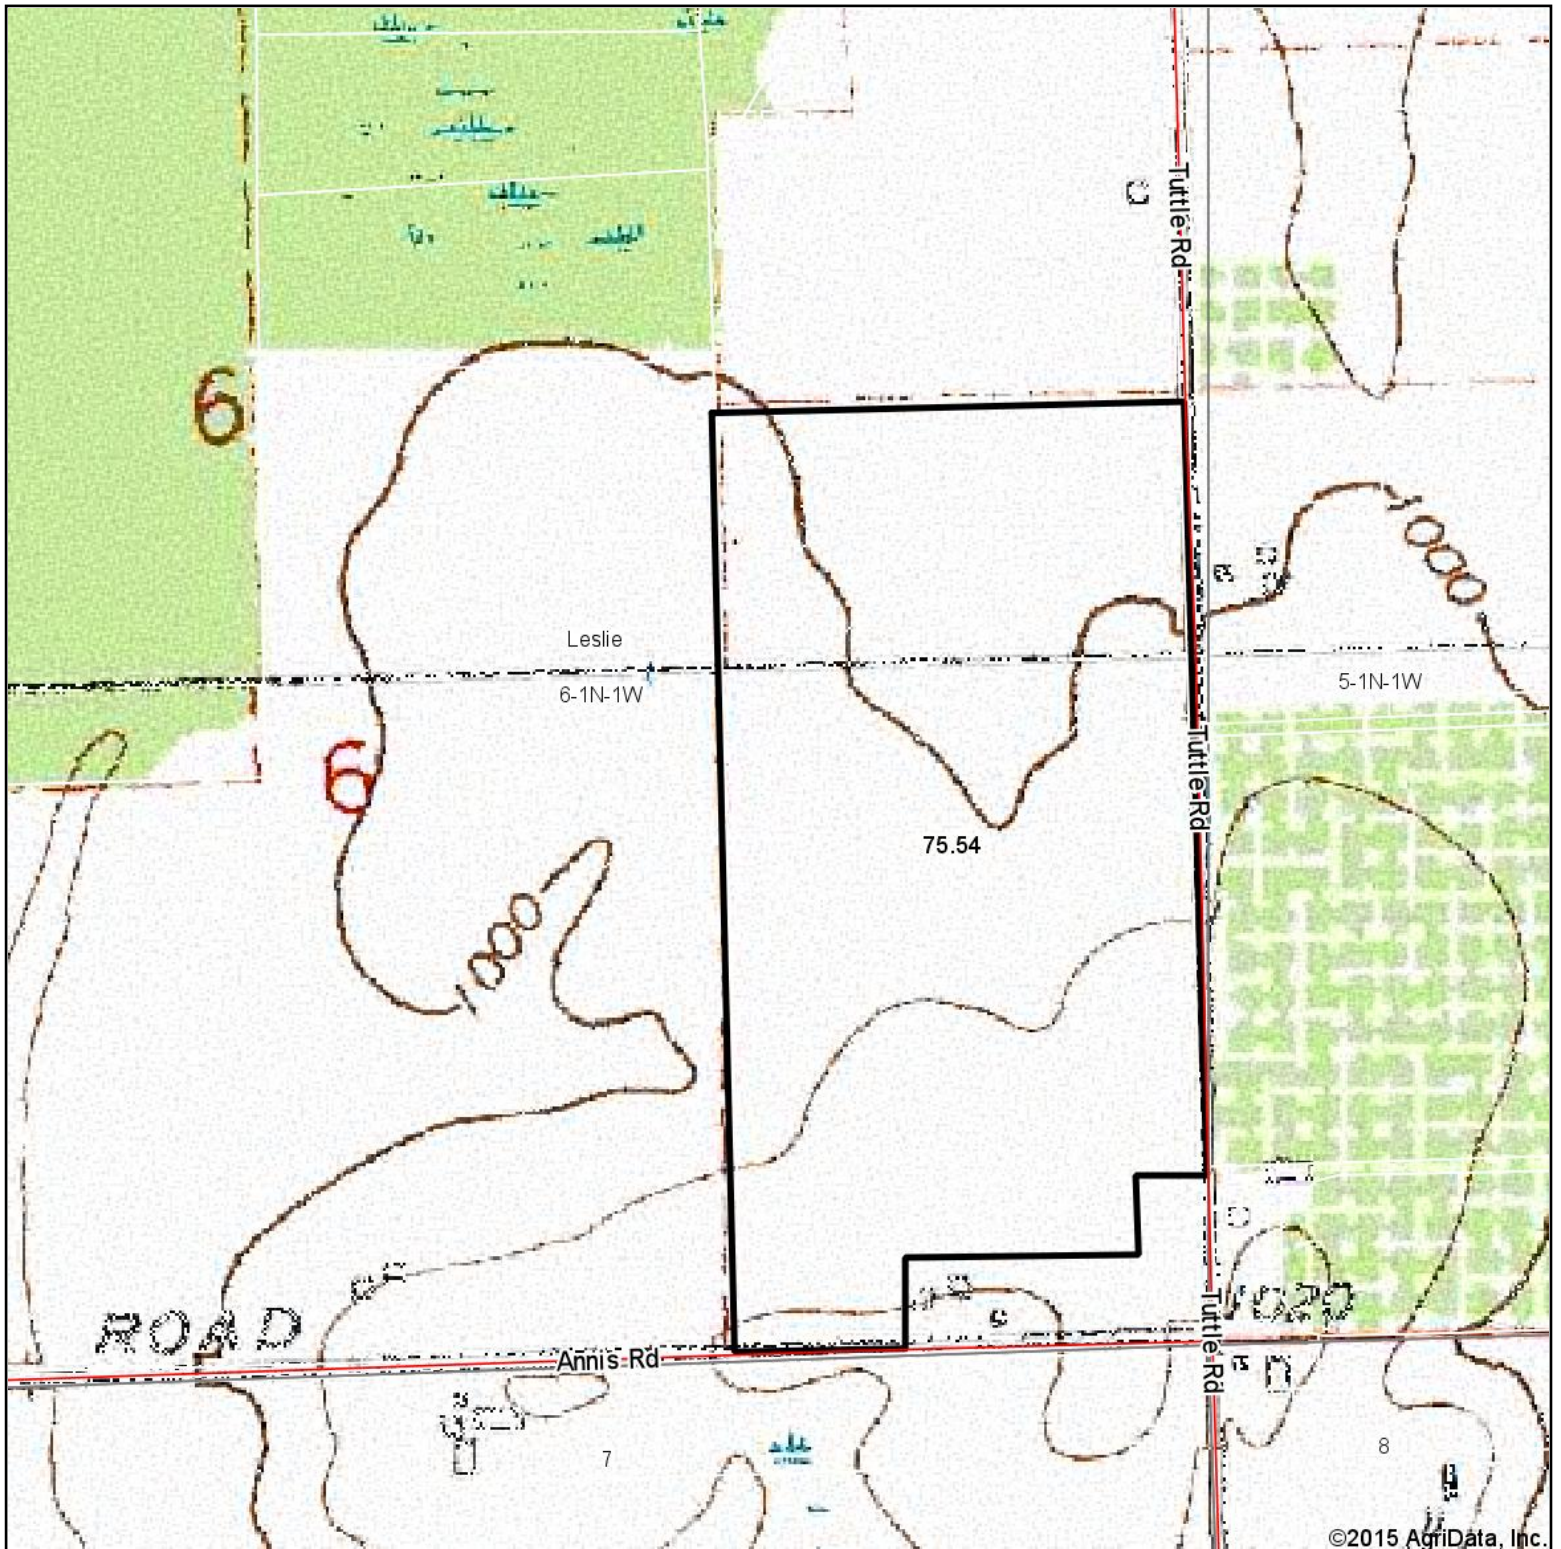 Tuttle Rd
6
1000
Leslie
6-1N-1W
5-1N-1W
6
Tuttle Rd
75.54
1000
ROAD
1020
Tuttle Rd
Annis Rd
7
8
©2015 AgriData, Inc.